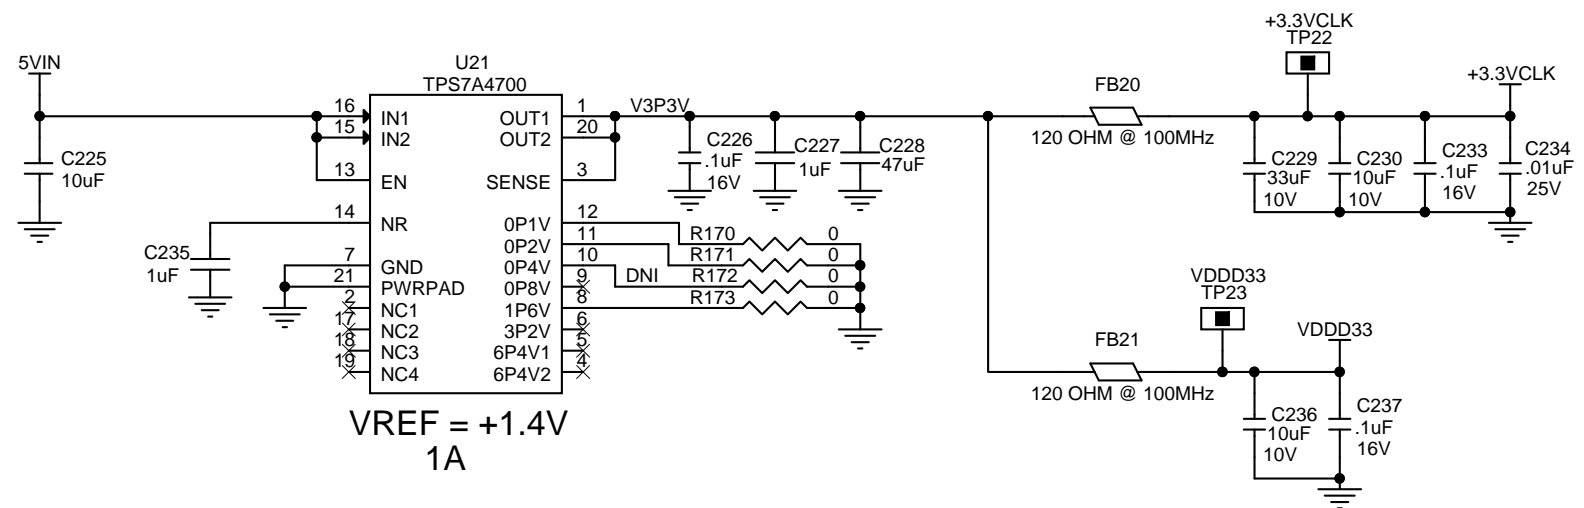 5VIN
C225
10uF
C235
1uF
U21
TPS7A4700
16 IN1 OUT1 1 V3P3V
15 IN2 OUT2 20
13 EN SENSE 3
14 NR 0P1V 12 R170 0
0P2V 11 R171 0
7 GND 0P4V 10 DNI R172 0
21 PWRPAD 0P8V 9
2 NC1 1P6V 8 R173 0
17 NC2 3P2V 6
18 NC3 6P4V1 5
19 NC4 6P4V2 4
VREF = +1.4V
1A
C226
.1uF
16V
C227
1uF
C228
47uF
FB20
120 OHM @ 100MHz
+3.3VCLK
TP22
+3.3VCLK
C229
33uF
10V
C230
10uF
10V
C233
.1uF
16V
C234
.01uF
25V
FB21
120 OHM @ 100MHz
VDDD33
TP23
VDDD33
C236
10uF
10V
C237
.1uF
16V